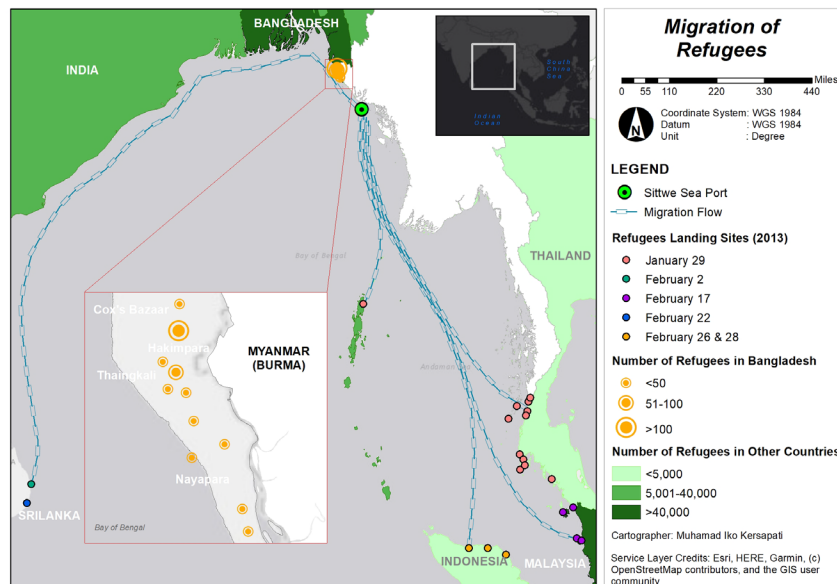 BANGLADESH
INDIA
South
China
Sea
Indian
Ocean
THAILAND
Bay of Bengal
Cox's Bazaar
Hakimpara
MYANMAR
(BURMA)
Thaingkali
Andaman Sea
Nayapara
SRILANKA
Bay of Bengal
INDONESIA
MALAYSIA
Migration of
Refugees
Miles
0 55 110 220 330 440
N
Coordinate System: WGS 1984
Datum : WGS 1984
Unit : Degree
LEGEND
Sittwe Sea Port
Migration Flow
Refugees Landing Sites (2013)
January 29
February 2
February 17
February 22
February 26 & 28
Number of Refugees in Bangladesh
<50
51-100
>100
Number of Refugees in Other Countries
<5,000
5,001-40,000
>40,000
Cartographer: Muhamad Iko Kersapati
Service Layer Credits: Esri, HERE, Garmin, (c)
OpenStreetMap contributors, and the GIS user
community